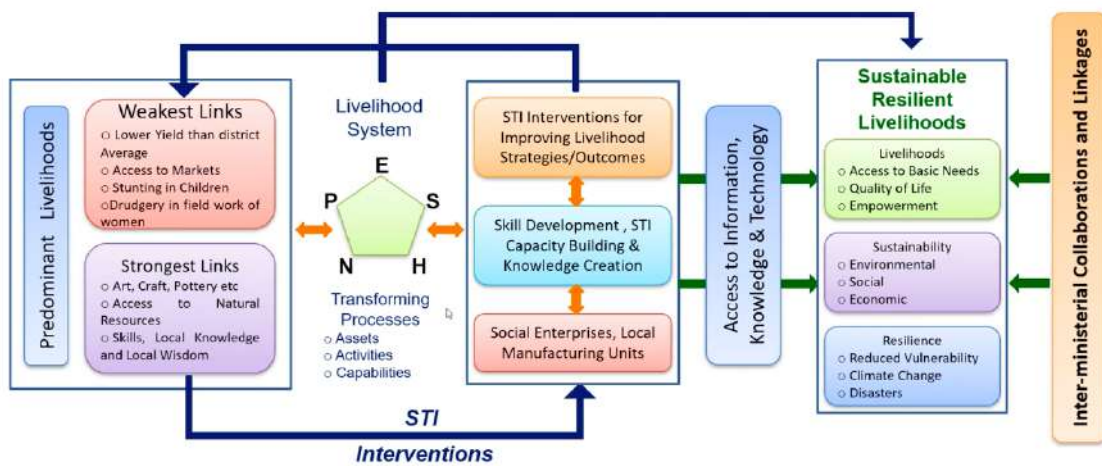 Predominant Livelihoods
Weakest Links
○ Lower Yield than district
Average
○ Access to Markets
○ Stunting in Children
○Drudgery in field work of
women
Strongest Links
○ Art, Craft, Pottery etc
○ Access to Natural
Resources
○ Skills, Local Knowledge
and Local Wisdom
Livelihood
System
E
P
S
N
H
Transforming
Processes
○ Assets
○ Activities
○ Capabilities
STI
Interventions
STI Interventions for
Improving Livelihood
Strategies/Outcomes
Skill Development , STI
Capacity Building &
Knowledge Creation
Social Enterprises, Local
Manufacturing Units
Access to Information,
Knowledge & Technology
Sustainable
Resilient
Livelihoods
Livelihoods
○ Access to Basic Needs
○ Quality of Life
○ Empowerment
Sustainability
○ Environmental
○ Social
○ Economic
Resilience
○ Reduced Vulnerability
○ Climate Change
○ Disasters
Inter-ministerial Collaborations and Linkages